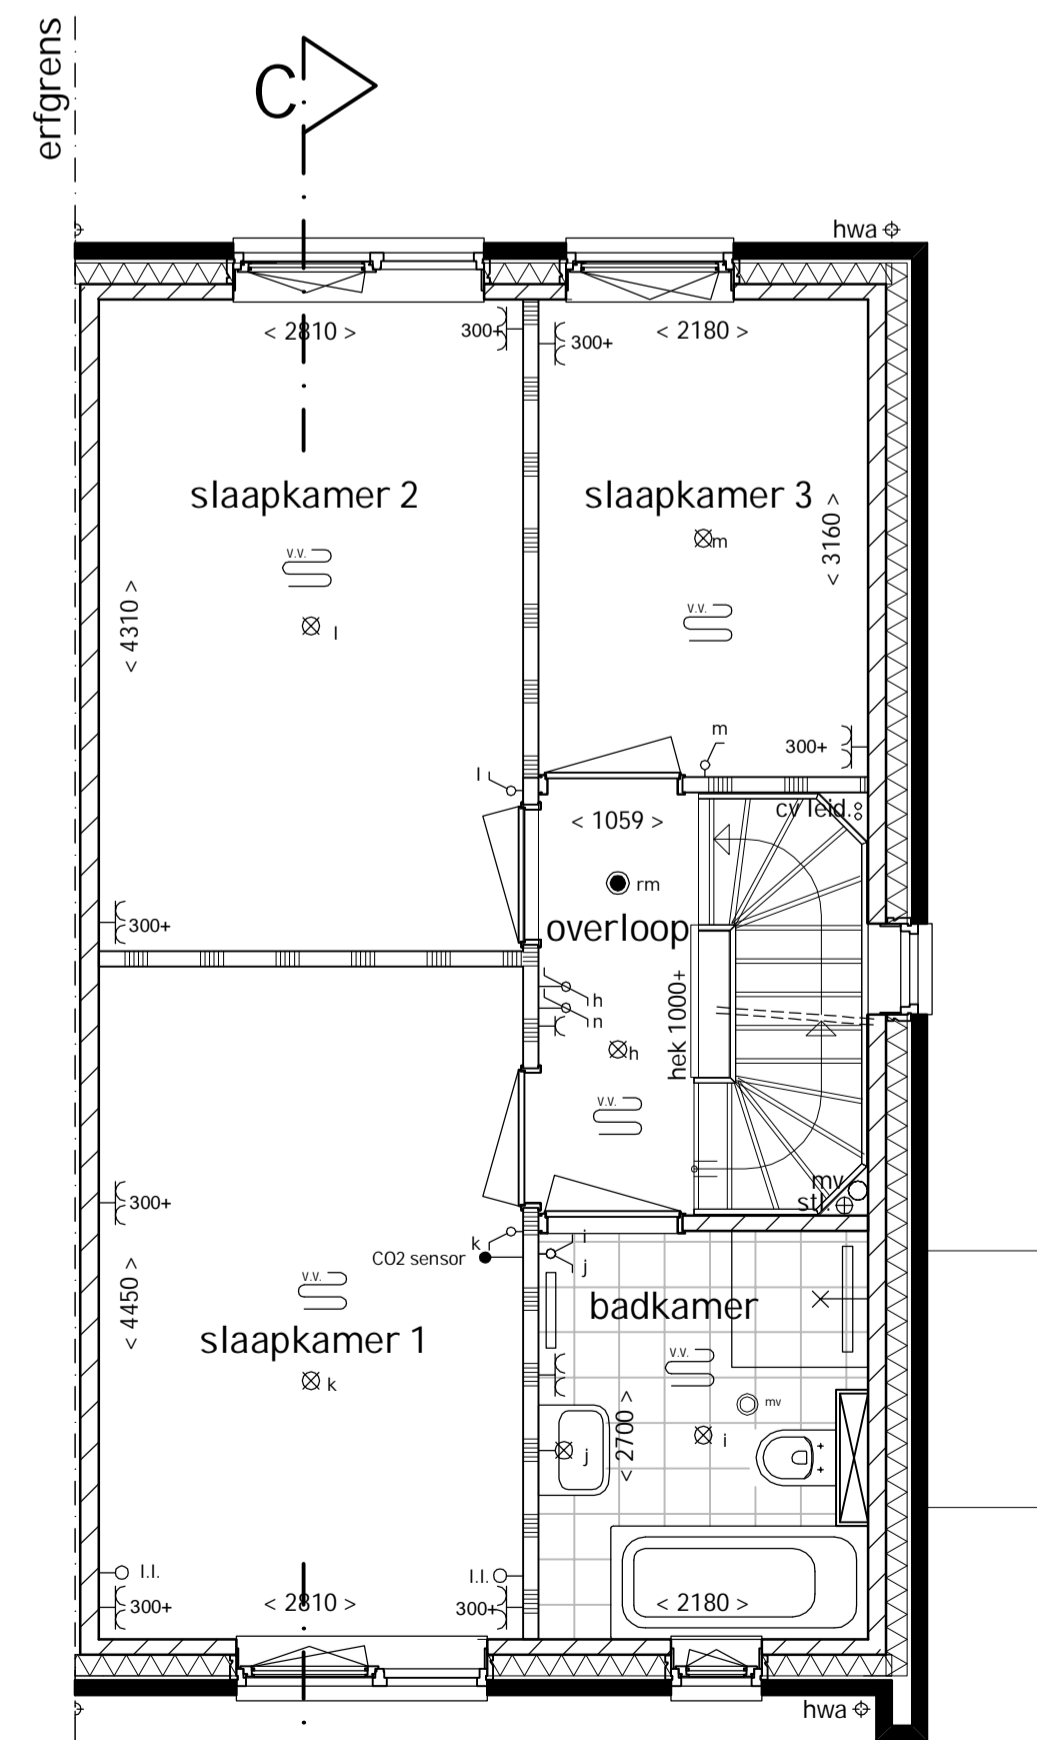 erfgrens
C
hwa
< 2810 >
300+
300+
< 2180 >
slaapkamer 2
slaapkamer 3
< 3160 >
m
v.v.
< 4310 >
l
v.v.
m
300+
l
< 1059 >
cv leid.
rm
300+
overloop
hek 1000+
h
n
h
v.v.
300+
mv
st.
k
i
CO2 sensor
j
< 4450 >
v.v.
badkamer
slaapkamer 1
v.v.
k
mv
< 2700 >
i
j
l.l.
l.l.
300+
< 2810 >
300+
< 2180 >
hwa